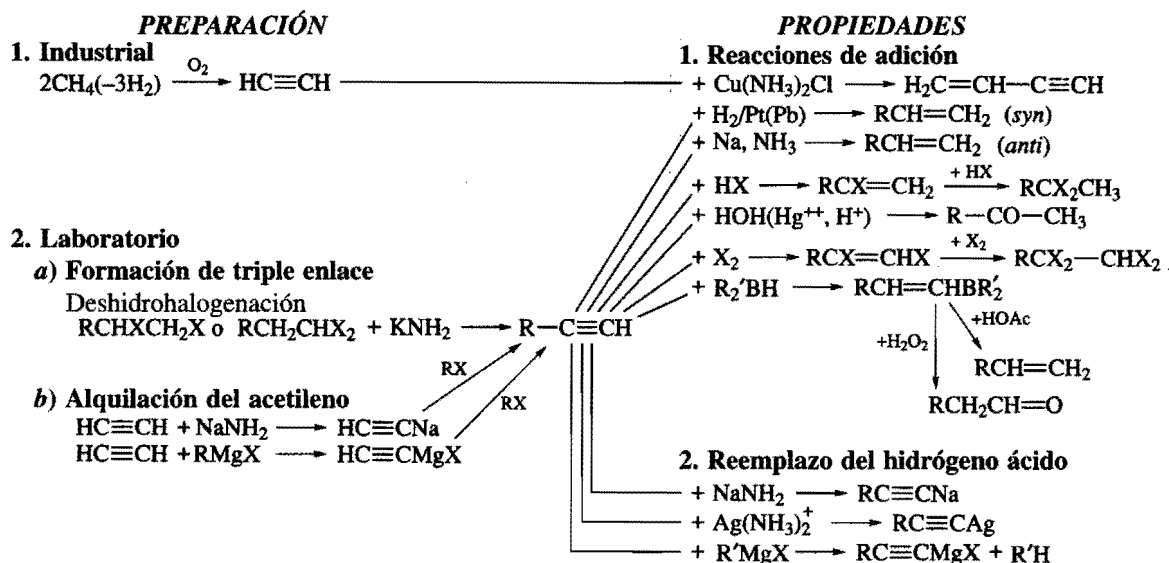 PREPARACIÓN
1. Industrial
2CH₄(−3H₂) —O₂→ HC≡CH
2. Laboratorio
a) Formación de triple enlace
Deshidrohalogenación
RCHXCH₂X o RCH₂CHX₂ + KNH₂ → R—C≡CH
RX
RX
b) Alquilación del acetileno
HC≡CH + NaNH₂ → HC≡CNa
HC≡CH + RMgX → HC≡CMgX
PROPIEDADES
1. Reacciones de adición
+ Cu(NH₃)₂Cl → H₂C=CH—C≡CH
+ H₂/Pt(Pb) → RCH=CH₂ (syn)
+ Na, NH₃ → RCH=CH₂ (anti)
+ HX → RCX=CH₂ —+ HX→ RCX₂CH₃
+ HOH(Hg⁺⁺, H⁺) → R—CO—CH₃
+ X₂ → RCX=CHX —+ X₂→ RCX₂—CHX₂
+ R₂′BH → RCH=CHBR₂′
+H₂O₂ +HOAc
RCH=CH₂
RCH₂CH=O
2. Reemplazo del hidrógeno ácido
+ NaNH₂ → RC≡CNa
+ Ag(NH₃)₂⁺ → RC≡CAg
+ R′MgX → RC≡CMgX + R′H